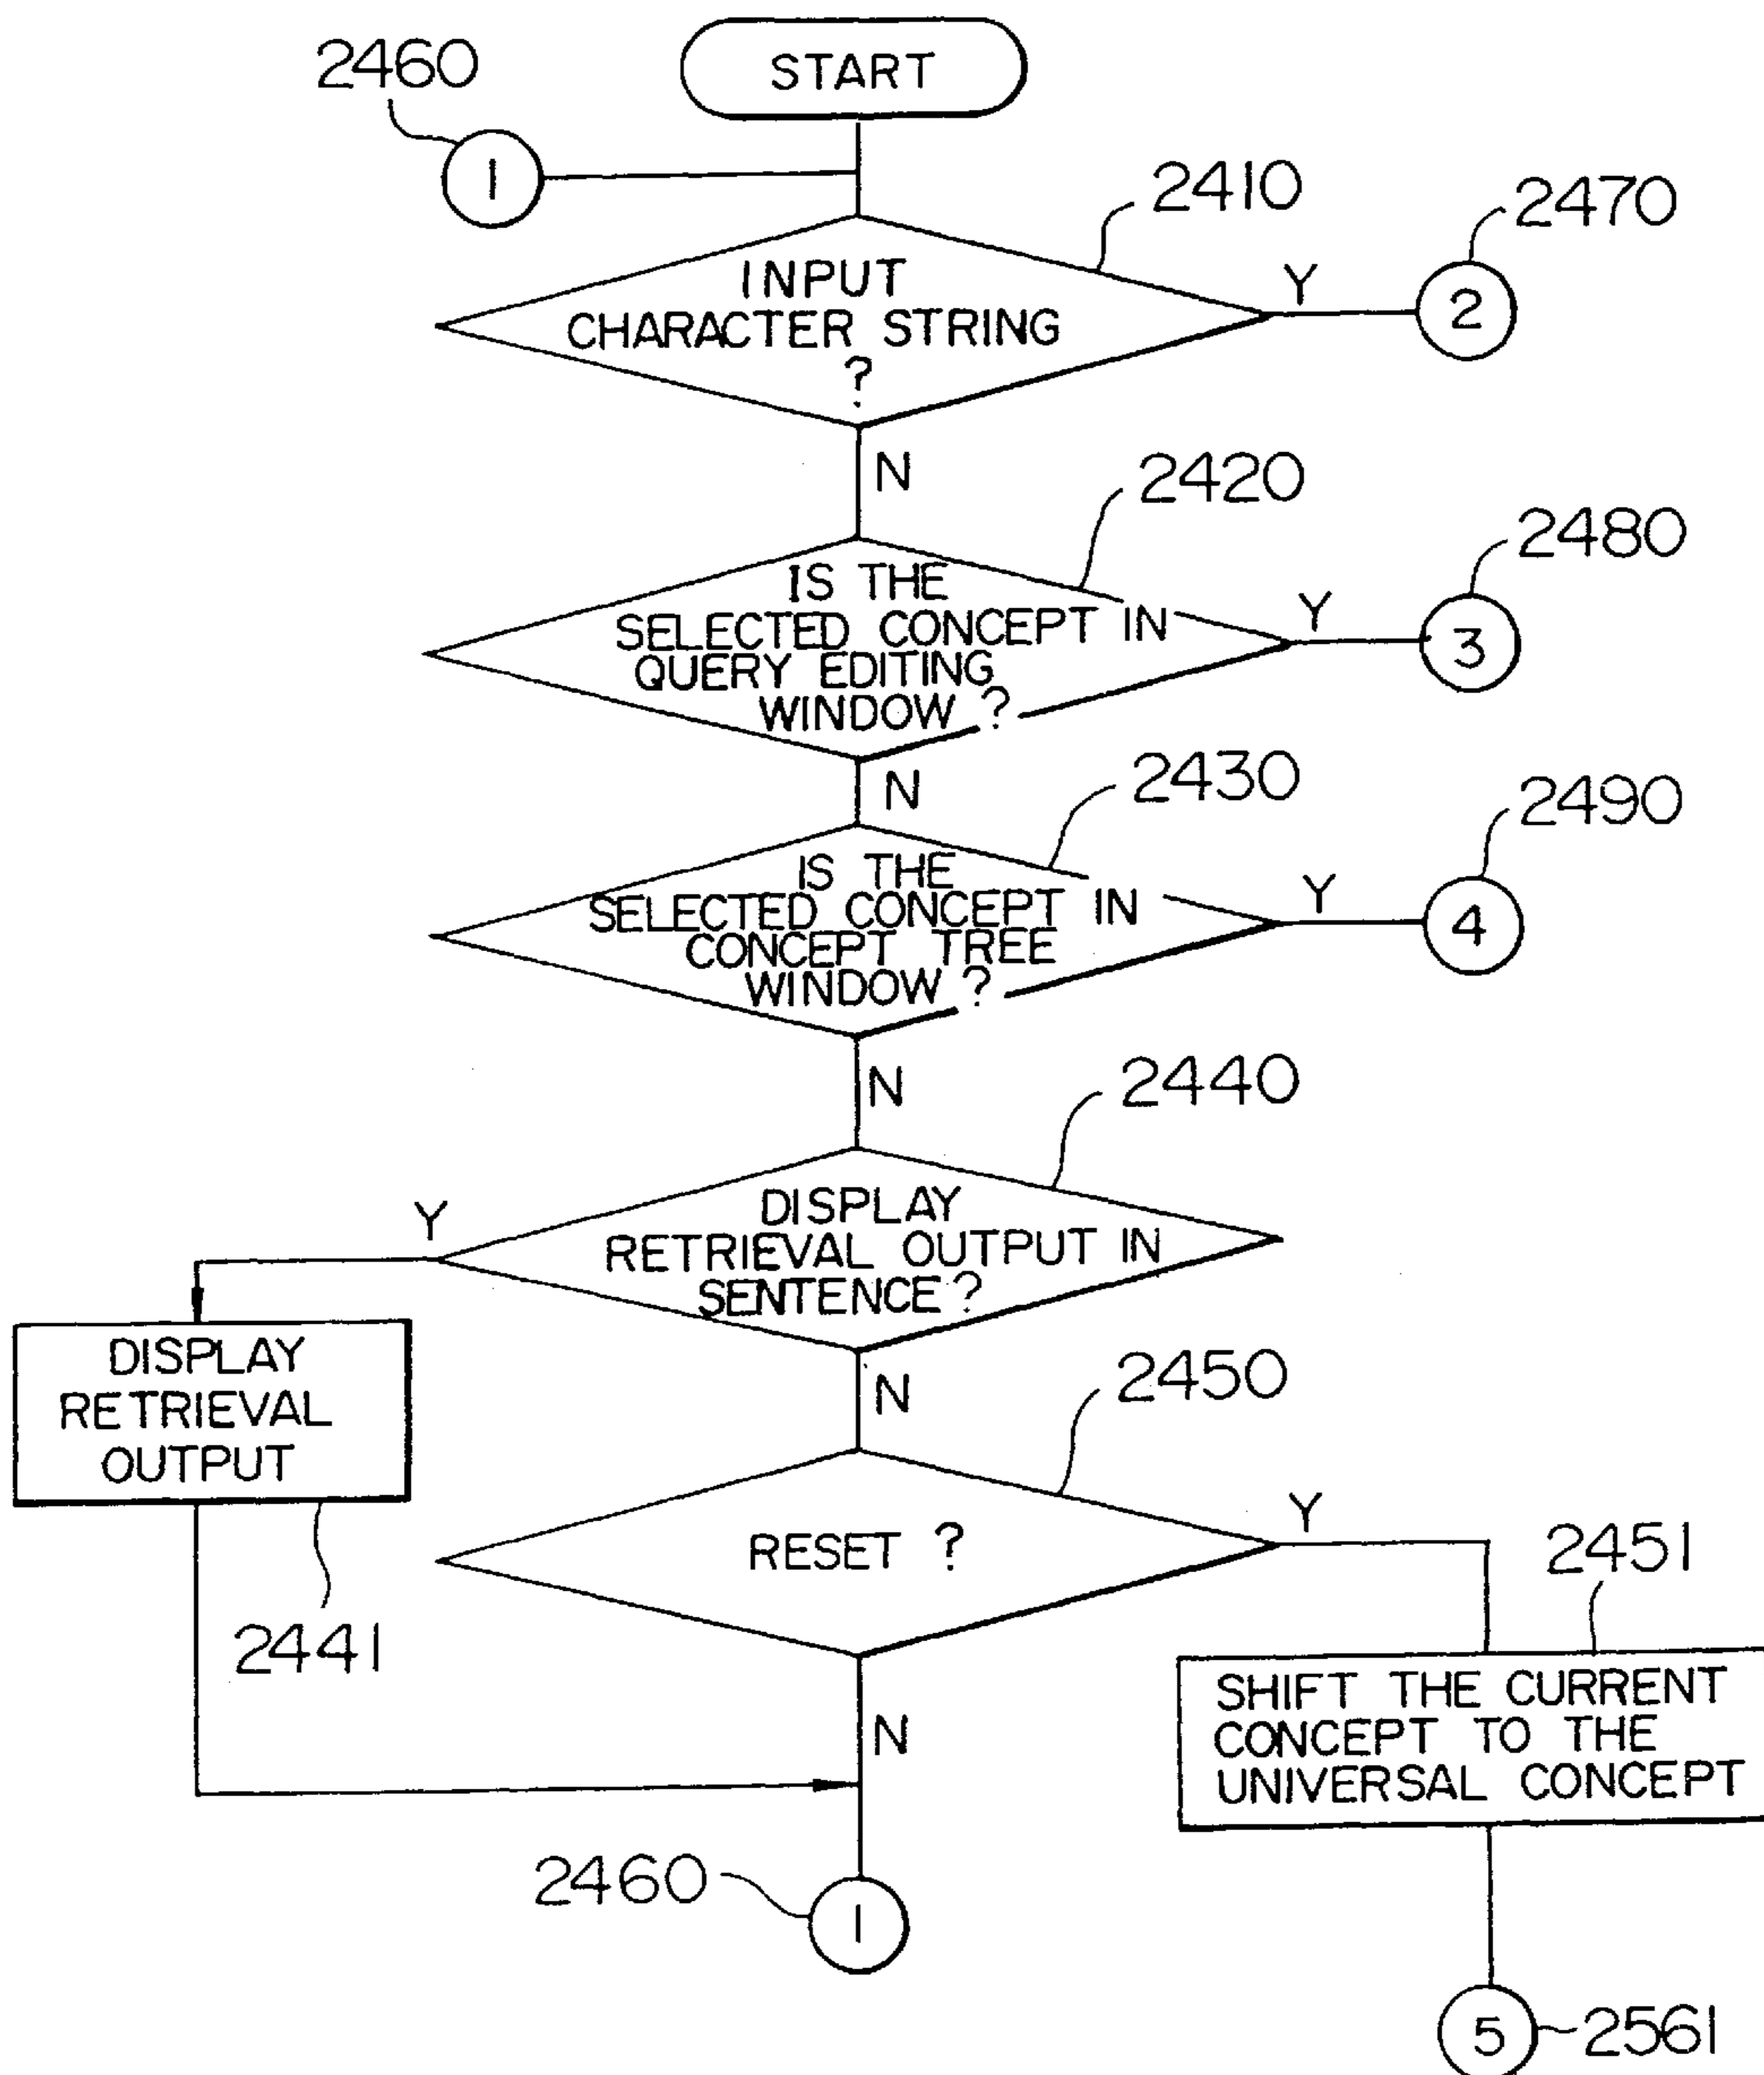 START
2460
1
2410
INPUT
CHARACTER STRING
?
Y
2470
2
N
2420
IS THE
SELECTED CONCEPT IN
QUERY EDITING
WINDOW ?
Y
2480
3
N
2430
IS THE
SELECTED CONCEPT IN
CONCEPT TREE
WINDOW ?
Y
2490
4
N
2440
DISPLAY
RETRIEVAL OUTPUT IN
SENTENCE ?
Y
DISPLAY
RETRIEVAL
OUTPUT
2441
N
2450
RESET ?
Y
2451
SHIFT THE CURRENT
CONCEPT TO THE
UNIVERSAL CONCEPT
N
2460
1
5
2561